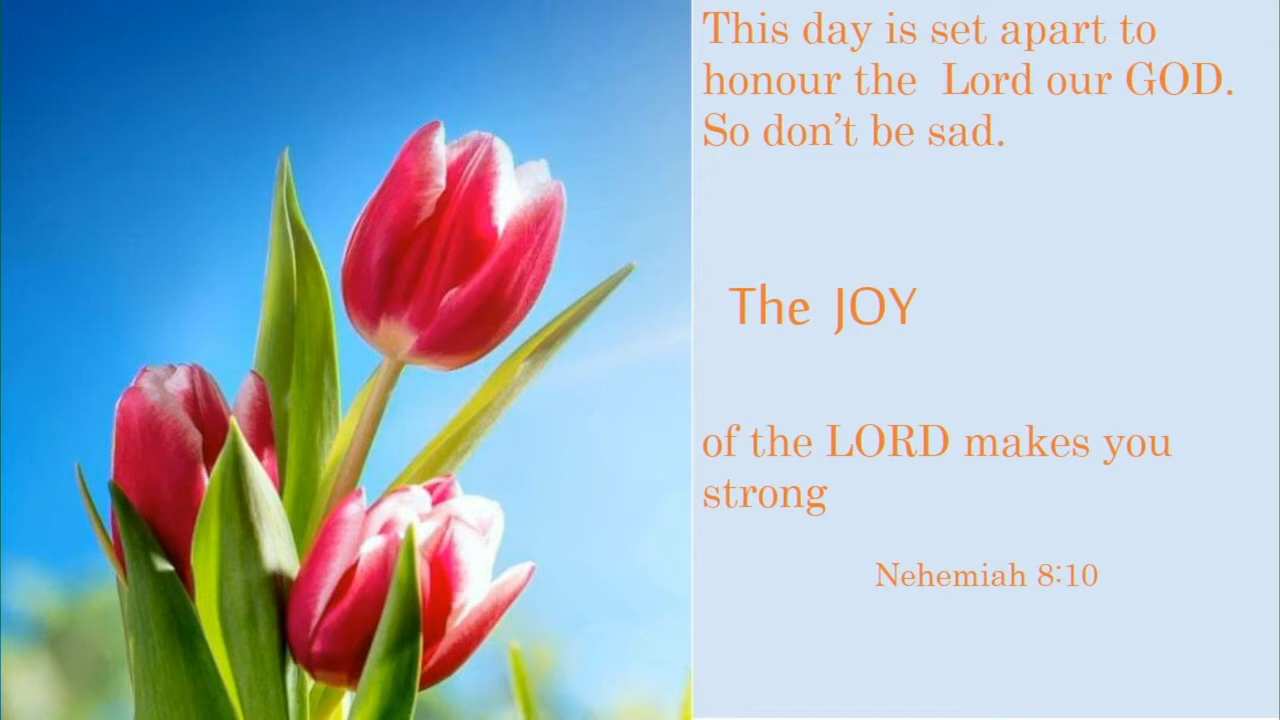 This day is set apart to
honour the  Lord our GOD.
So don’t be sad.
The JOY
of the LORD makes you
strong
Nehemiah 8:10